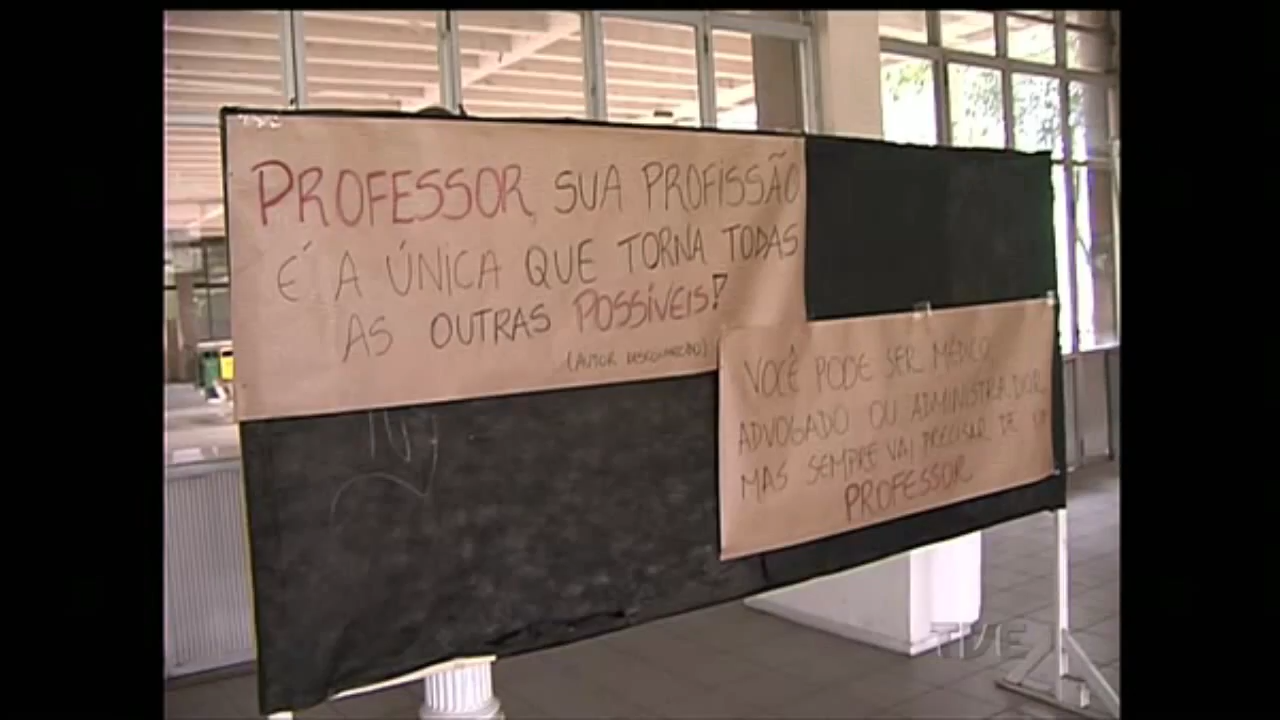 PROFESSOR, SUA PROFISSÃO
É A ÚNICA QUE TORNA TODAS
AS OUTRAS POSSÍVEIS!
(AUTOR DESCONHECIDO)
VOCÊ PODE SER MÉDICO,
ADVOGADO OU ADMINISTRADOR,
MAS SEMPRE VAI PRECISAR DE UM
PROFESSOR
TVE